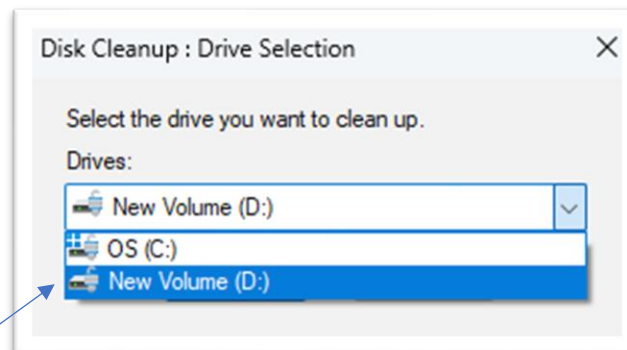 Disk Cleanup : Drive Selection
Select the drive you want to clean up.
Drives:
New Volume (D:)
OS (C:)
New Volume (D:)